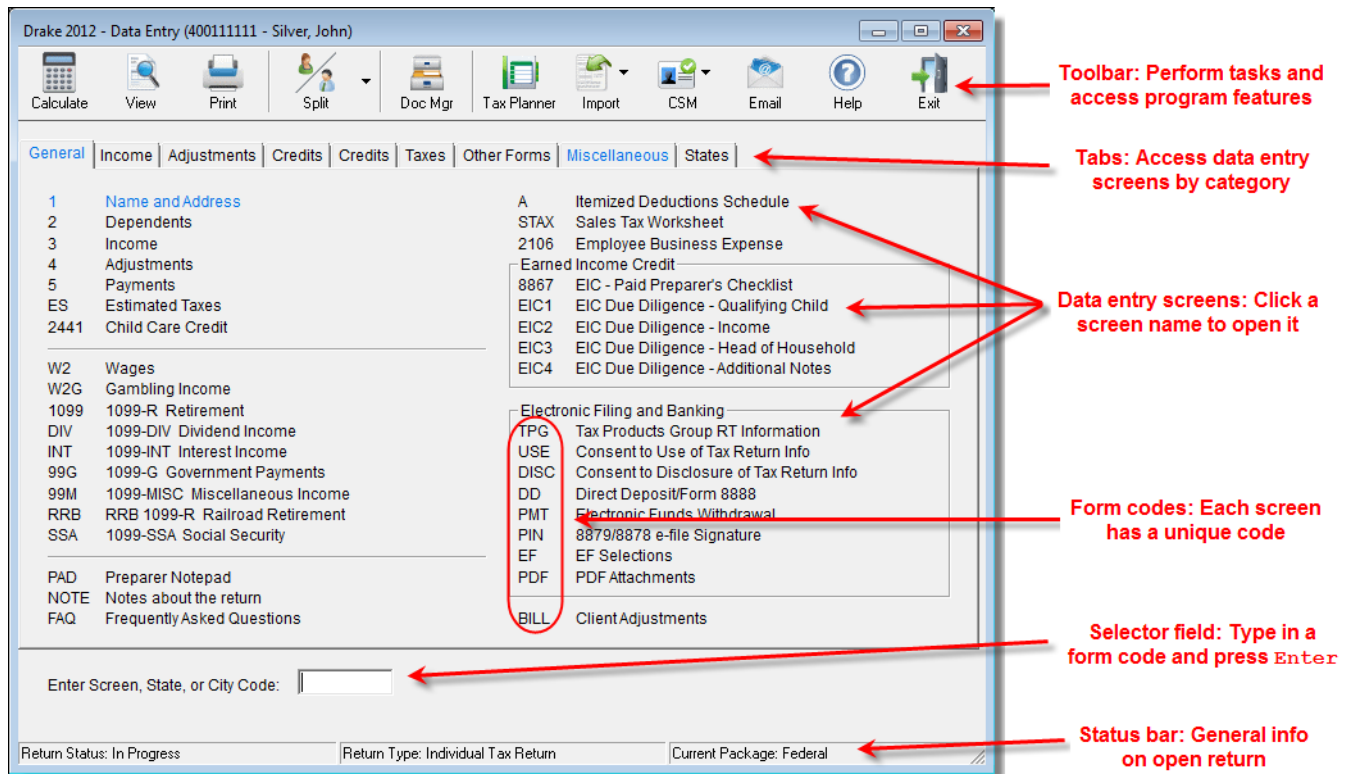 Drake 2012 - Data Entry (400111111 - Silver, John)
Calculate View Print Split Doc Mgr Tax Planner Import CSM Email Help Exit
Toolbar: Perform tasks and
access program features
General Income Adjustments Credits Credits Taxes Other Forms Miscellaneous States
Tabs: Access data entry
screens by category
1 Name and Address
2 Dependents
3 Income
4 Adjustments
5 Payments
ES Estimated Taxes
2441 Child Care Credit
W2 Wages
W2G Gambling Income
1099 1099-R Retirement
DIV 1099-DIV Dividend Income
INT 1099-INT Interest Income
99G 1099-G Government Payments
99M 1099-MISC Miscellaneous Income
RRB RRB 1099-R Railroad Retirement
SSA 1099-SSA Social Security
PAD Preparer Notepad
NOTE Notes about the return
FAQ Frequently Asked Questions
A Itemized Deductions Schedule
STAX Sales Tax Worksheet
2106 Employee Business Expense
Earned Income Credit
8867 EIC - Paid Preparer's Checklist
EIC1 EIC Due Diligence - Qualifying Child
EIC2 EIC Due Diligence - Income
EIC3 EIC Due Diligence - Head of Household
EIC4 EIC Due Diligence - Additional Notes
Electronic Filing and Banking
TPG Tax Products Group RT Information
USE Consent to Use of Tax Return Info
DISC Consent to Disclosure of Tax Return Info
DD Direct Deposit/Form 8888
PMT Electronic Funds Withdrawal
PIN 8879/8878 e-file Signature
EF EF Selections
PDF PDF Attachments
BILL Client Adjustments
Data entry screens: Click a
screen name to open it
Form codes: Each screen
has a unique code
Selector field: Type in a
form code and press Enter
Enter Screen, State, or City Code:
Return Status: In Progress Return Type: Individual Tax Return Current Package: Federal
Status bar: General info
on open return